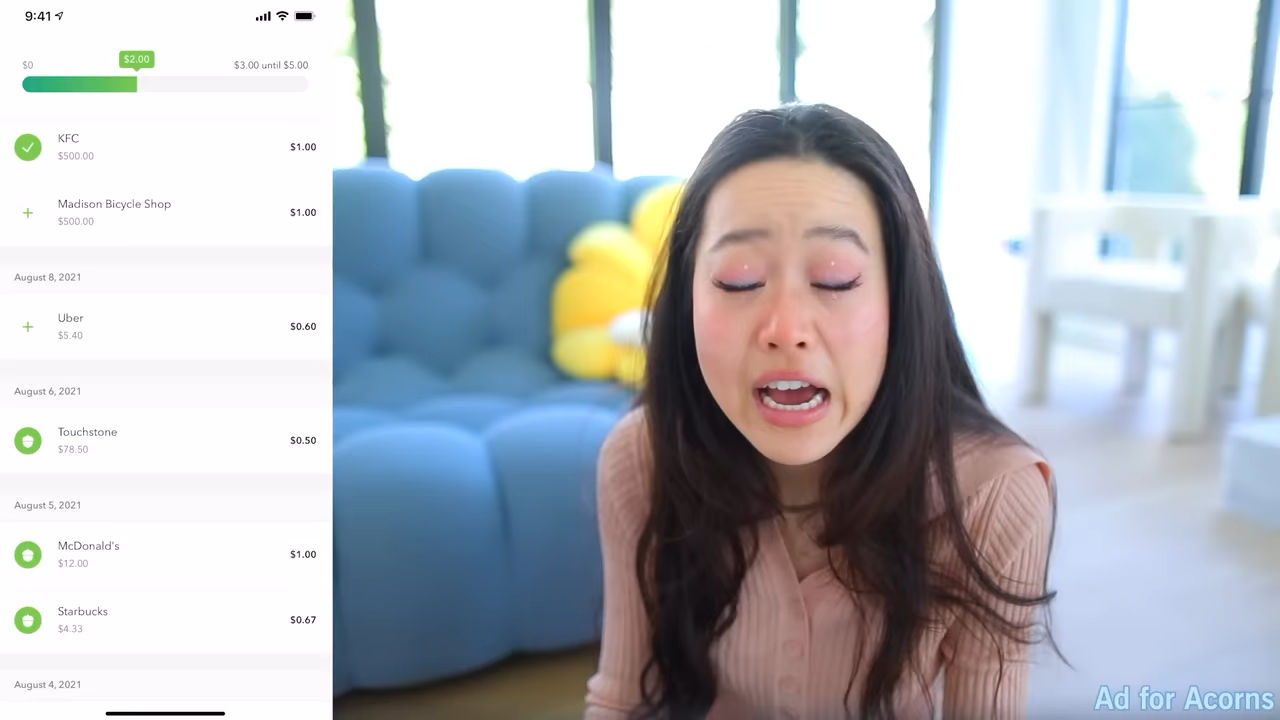 9:41
$2.00
$0
$3.00 until $5.00
KFC
$500.00
$1.00
Madison Bicycle Shop
$500.00
$1.00
August 8, 2021
Uber
$5.40
$0.60
August 6, 2021
Touchstone
$78.50
$0.50
August 5, 2021
McDonald's
$12.00
$1.00
Starbucks
$4.33
$0.67
August 4, 2021
Ad for Acorns